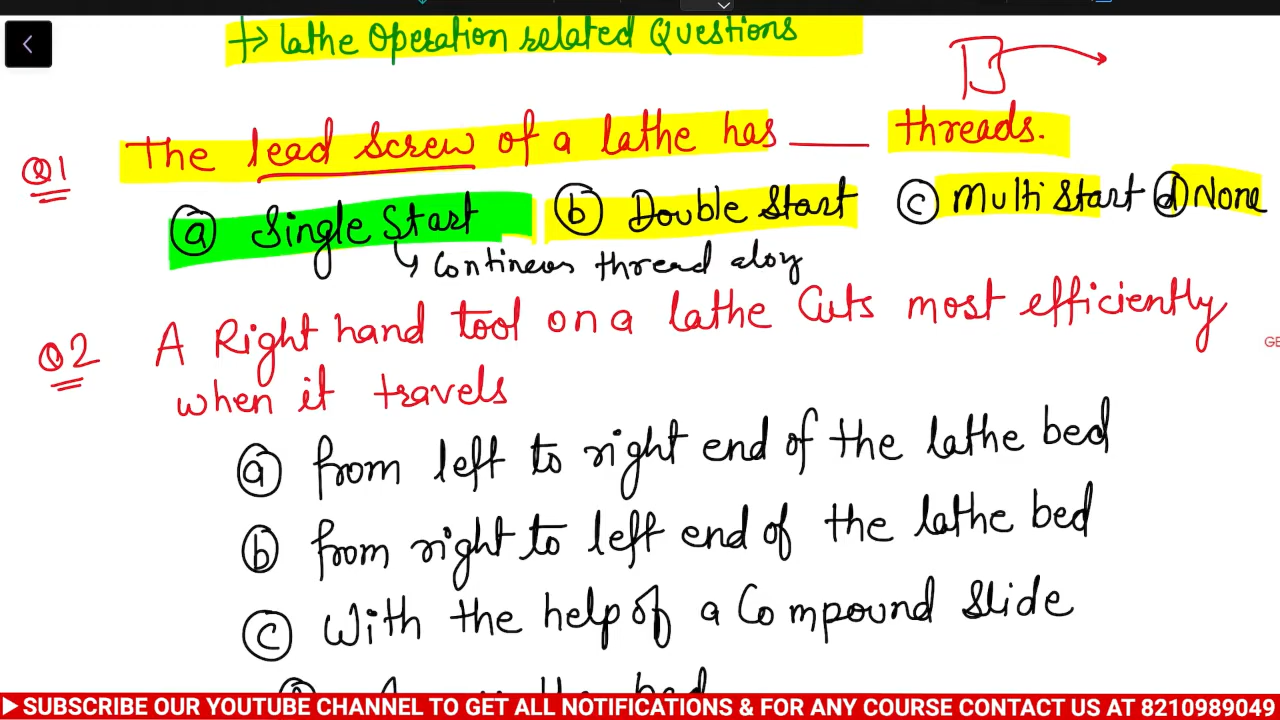 → Lathe Operation related Questions
Q1 The lead screw of a lathe has ____ threads.
(a) Single Start (b) Double Start (c) Multi Start (d) None
↳ Continens thread along
Q2 A Right hand tool on a lathe Cuts most efficiently
when it travels
(a) from left to right end of the lathe bed
(b) from right to left end of the lathe bed
(c) With the help of a Compound Slide
bed
▶ SUBSCRIBE OUR YOUTUBE CHANNEL TO GET ALL NOTIFICATIONS & FOR ANY COURSE CONTACT US AT 8210989049